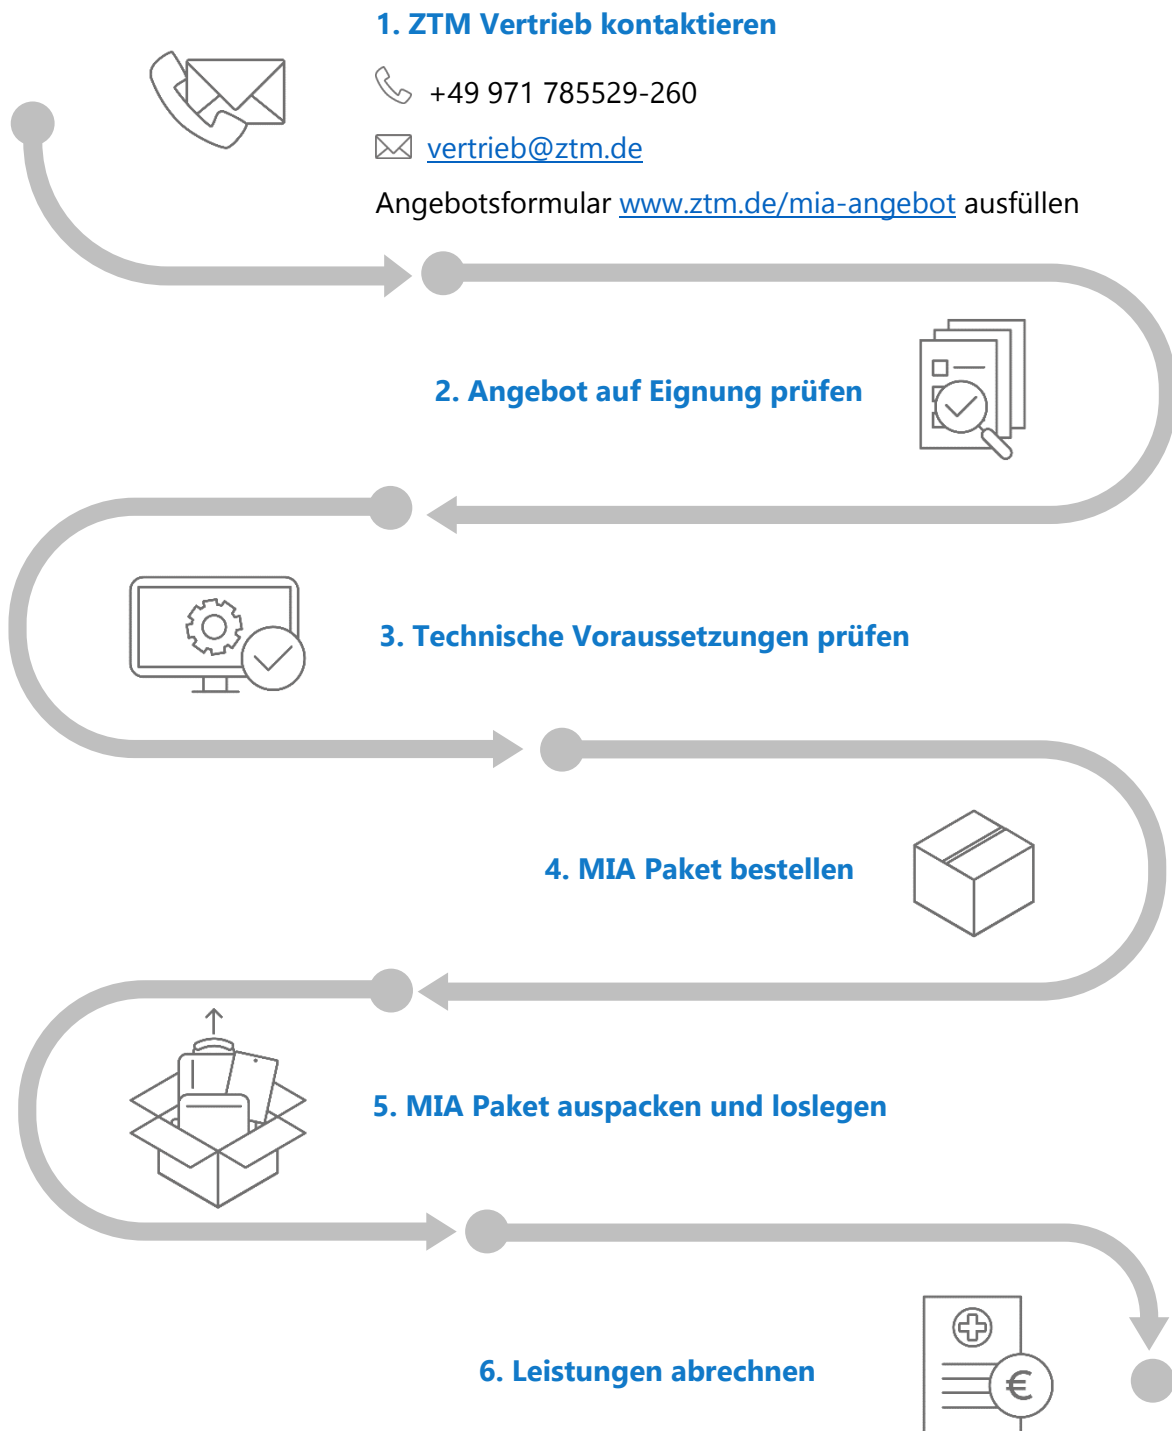 1. ZTM Vertrieb kontaktieren
+49 971 785529-260
vertrieb@ztm.de
Angebotsformular www.ztm.de/mia-angebot ausfüllen
2. Angebot auf Eignung prüfen
3. Technische Voraussetzungen prüfen
4. MIA Paket bestellen
5. MIA Paket auspacken und loslegen
6. Leistungen abrechnen
€